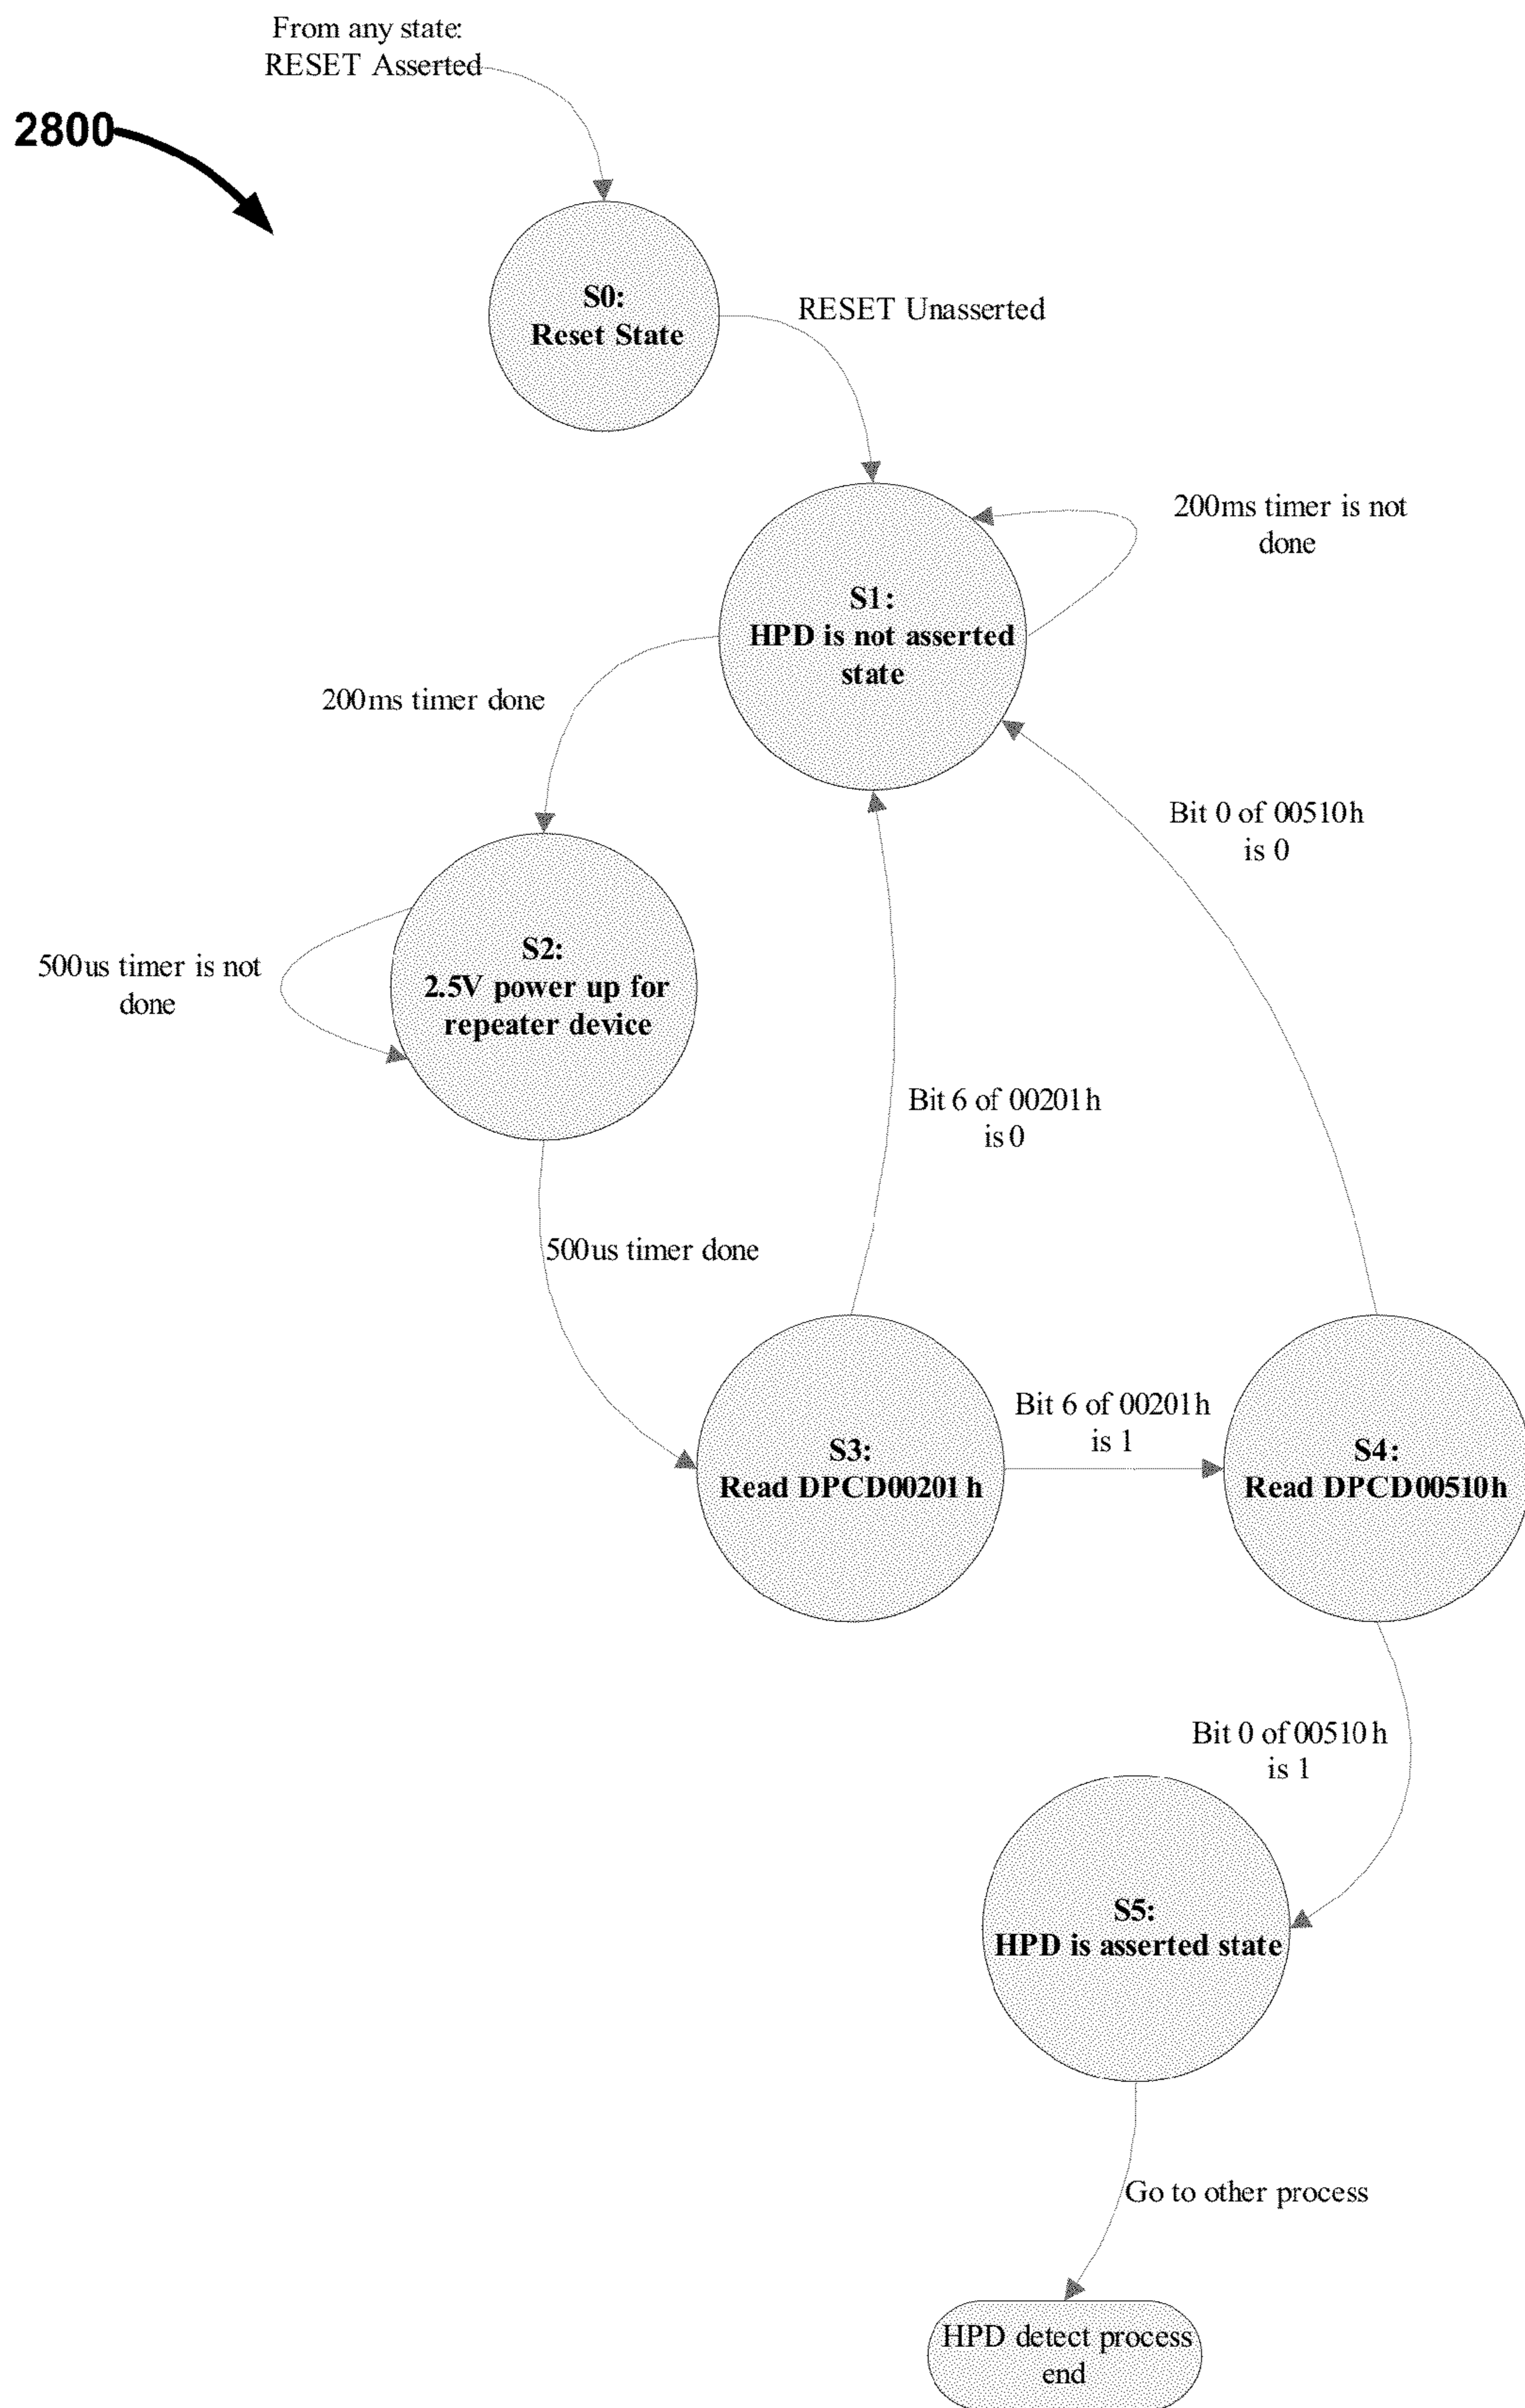 From any state:
RESET Asserted
2800
S0:
Reset State
RESET Unasserted
200ms timer is not
done
S1:
HPD is not asserted
state
200ms timer done
Bit 0 of 00510h
is 0
S2:
2.5V power up for
repeater device
500us timer is not
done
Bit 6 of 00201h
is 0
500us timer done
Bit 6 of 00201h
is 1
S3:
Read DPCD00201h
S4:
Read DPCD00510h
Bit 0 of 00510h
is 1
S5:
HPD is asserted state
Go to other process
HPD detect process
end